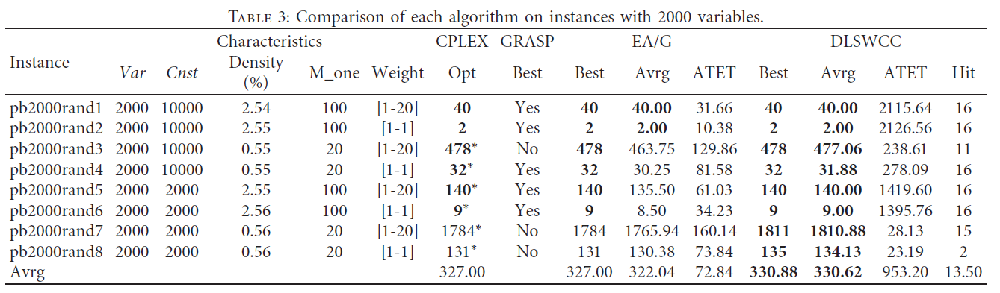 TABLE 3: Comparison of each algorithm on instances with 2000 variables.
Characteristics CPLEX GRASP EA/G DLSWCC
Instance Var Cnst Density (%) M_one Weight Opt Best Best Avrg ATET Best Avrg ATET Hit
pb2000rand1 2000 10000 2.54 100 [1-20] 40 Yes 40 40.00 31.66 40 40.00 2115.64 16
pb2000rand2 2000 10000 2.55 100 [1-1] 2 Yes 2 2.00 10.38 2 2.00 2126.56 16
pb2000rand3 2000 10000 0.55 20 [1-20] 478* No 478 463.75 129.86 478 477.06 238.61 11
pb2000rand4 2000 10000 0.55 20 [1-1] 32* Yes 32 30.25 81.58 32 31.88 278.09 16
pb2000rand5 2000 2000 2.55 100 [1-20] 140* Yes 140 135.50 61.03 140 140.00 1419.60 16
pb2000rand6 2000 2000 2.56 100 [1-1] 9* Yes 9 8.50 34.23 9 9.00 1395.76 16
pb2000rand7 2000 2000 0.56 20 [1-20] 1784* No 1784 1765.94 160.14 1811 1810.88 28.13 15
pb2000rand8 2000 2000 0.56 20 [1-1] 131* No 131 130.38 73.84 135 134.13 23.19 2
Avrg 327.00 327.00 322.04 72.84 330.88 330.62 953.20 13.50